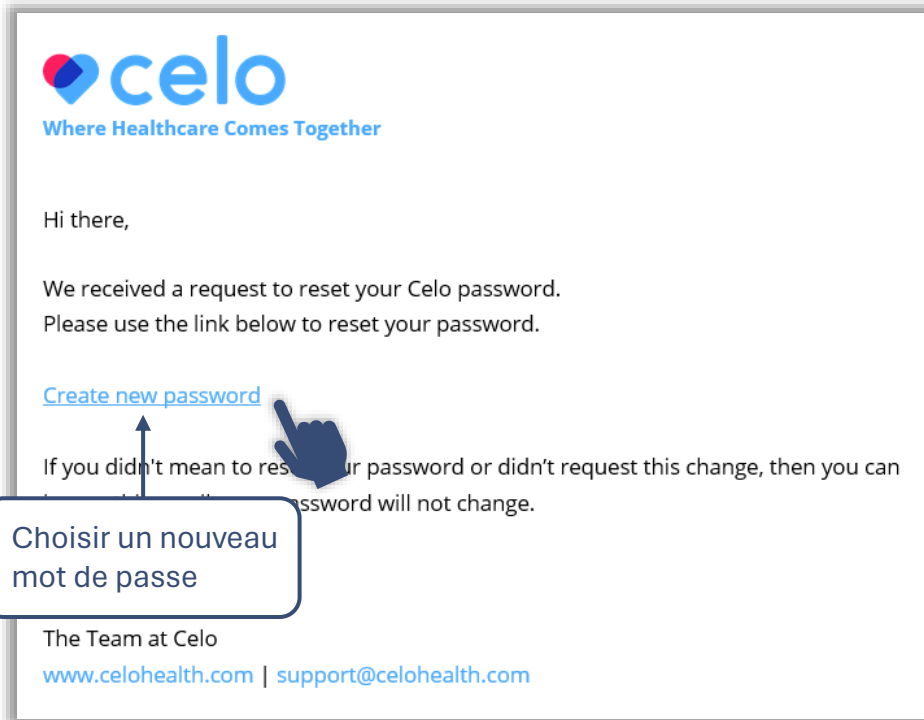 celo
Where Healthcare Comes Together
Hi there,
We received a request to reset your Celo password.
Please use the link below to reset your password.
Create new password
If you didn't mean to res ur password or didn’t request this change, then you can
password will not change.
Choisir un nouveau
mot de passe
The Team at Celo
www.celohealth.com | support@celohealth.com